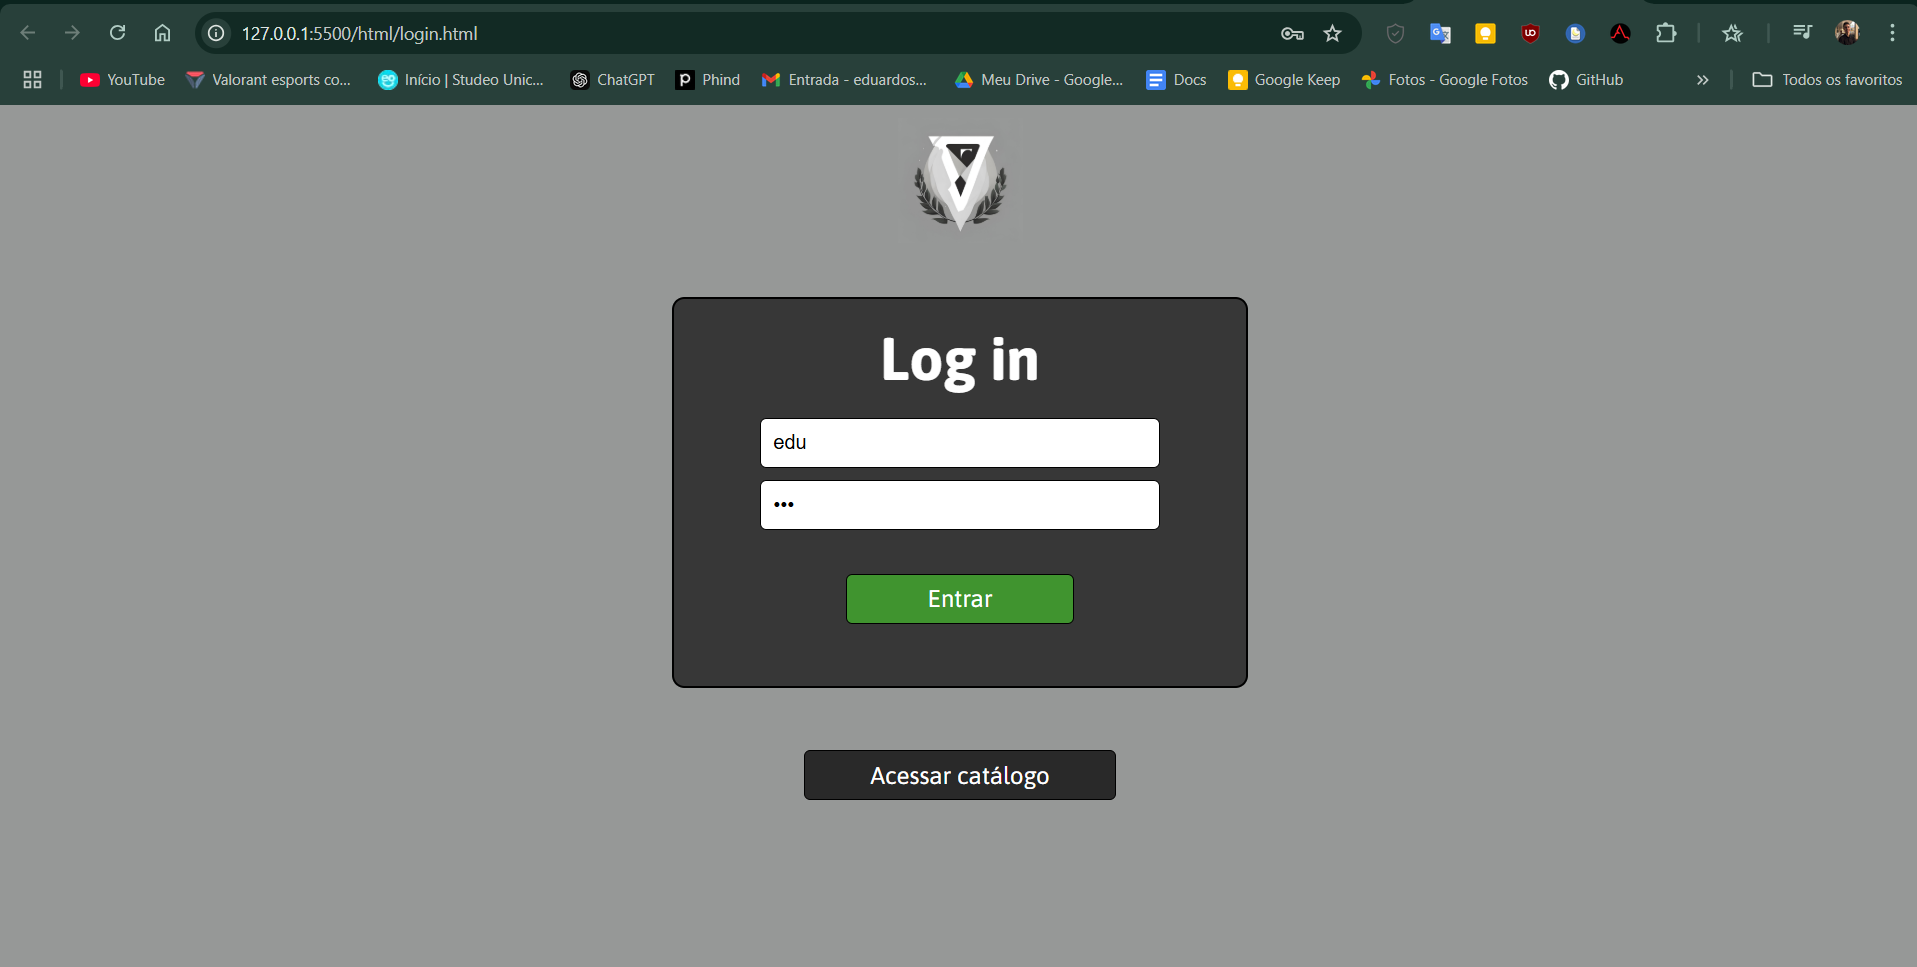 127.0.0.1:5500/html/login.html
YouTube Valorant esports co... Início | Studeo Unic... ChatGPT Phind Entrada - eduardos... Meu Drive - Google... Docs Google Keep Fotos - Google Fotos GitHub » Todos os favoritos
Log in
edu
•••
Entrar
Acessar catálogo